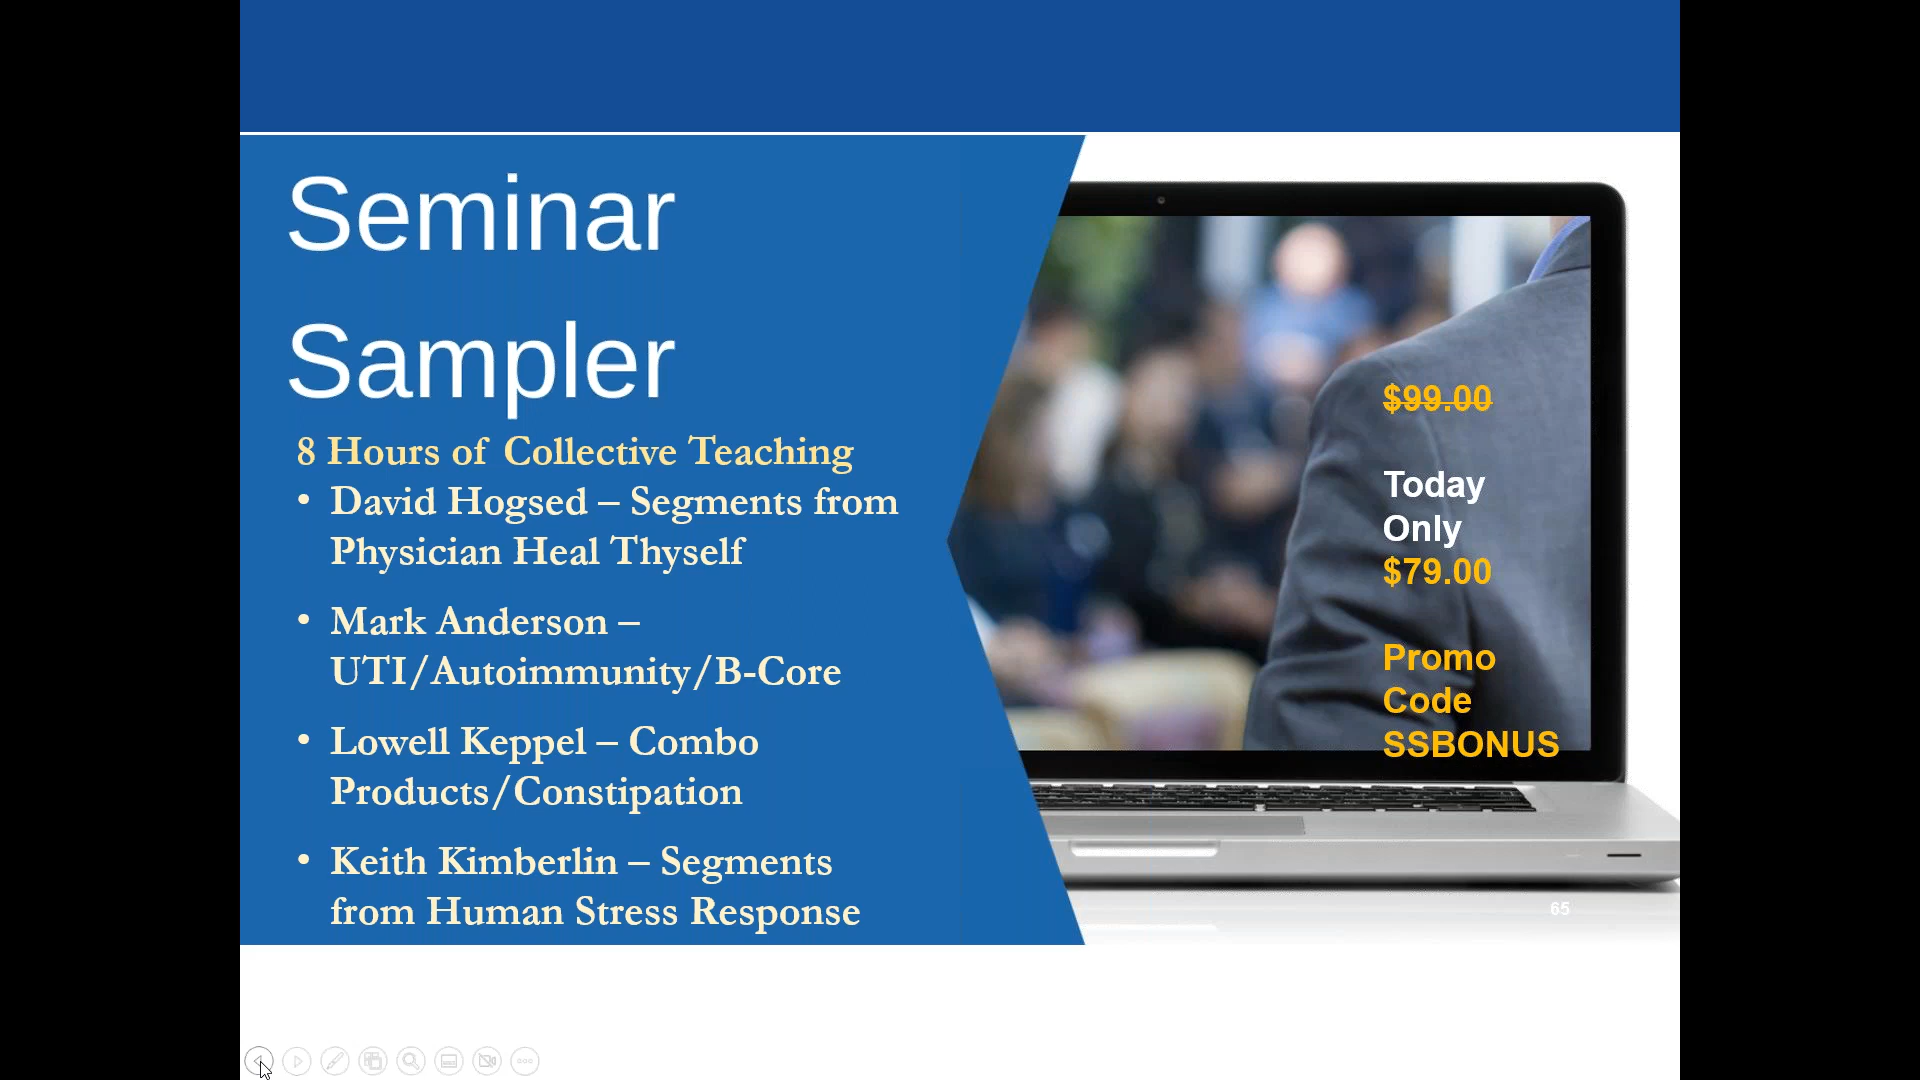 Seminar
Sampler
8 Hours of Collective Teaching
• David Hogsed – Segments from
Physician Heal Thyself
• Mark Anderson –
UTI/Autoimmunity/B-Core
• Lowell Keppel – Combo
Products/Constipation
• Keith Kimberlin – Segments
from Human Stress Response
$99.00
Today
Only
$79.00
Promo
Code
SSBONUS
65